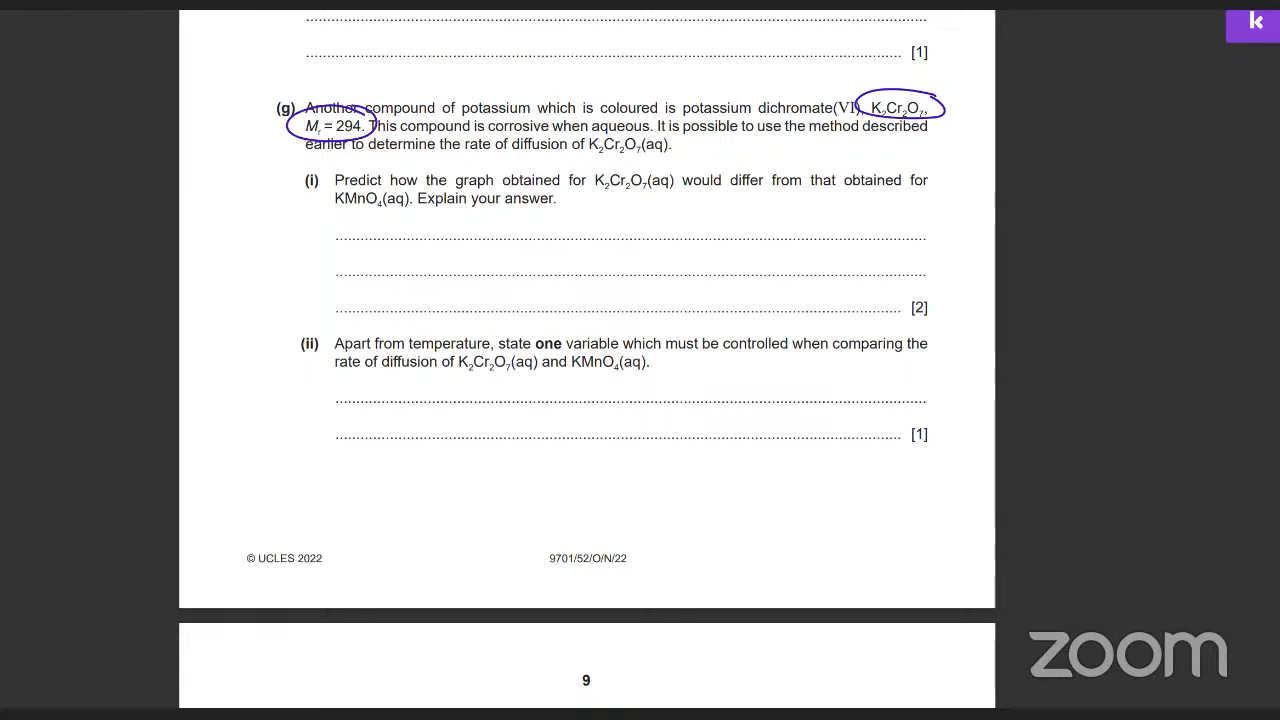 k
[1]
(g) Another compound of potassium which is coloured is potassium dichromate(VI), K₂Cr₂O₇,
Mᵣ = 294. This compound is corrosive when aqueous. It is possible to use the method described
earlier to determine the rate of diffusion of K₂Cr₂O₇(aq).
(i) Predict how the graph obtained for K₂Cr₂O₇(aq) would differ from that obtained for
KMnO₄(aq). Explain your answer.
[2]
(ii) Apart from temperature, state one variable which must be controlled when comparing the
rate of diffusion of K₂Cr₂O₇(aq) and KMnO₄(aq).
[1]
© UCLES 2022 9701/52/O/N/22
zoom
9